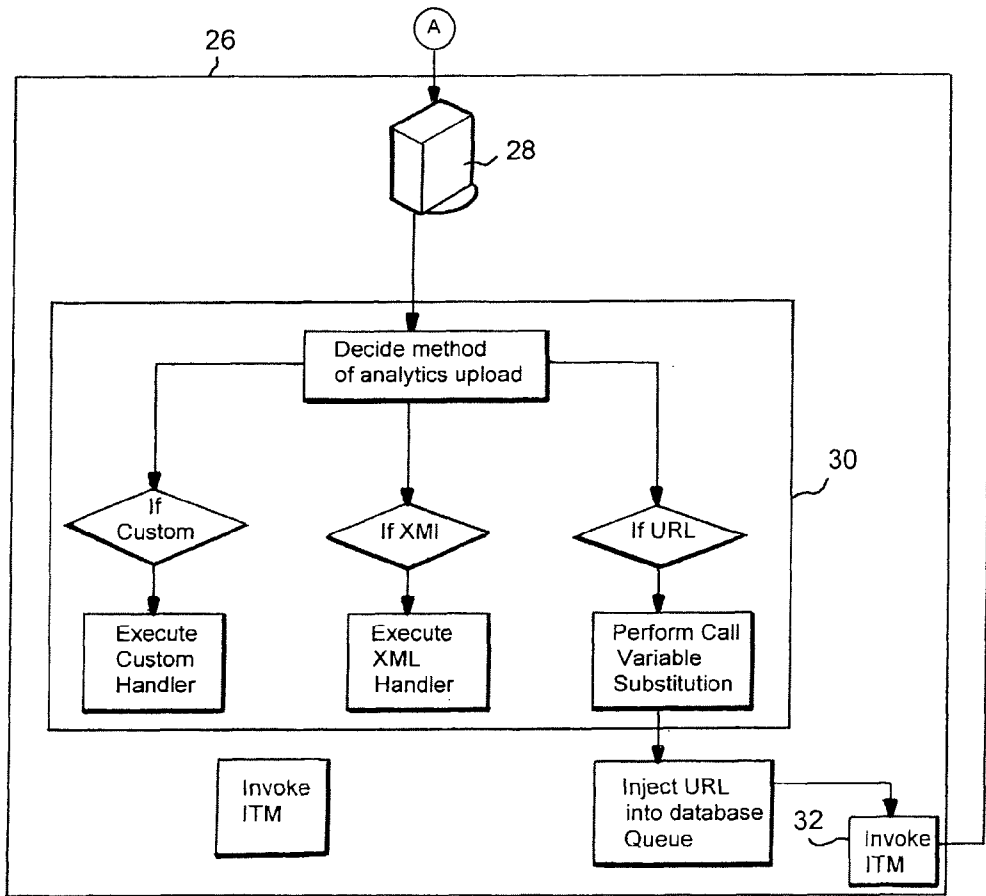 A
26
28
Decide method
of analytics upload
30
If
Custom
If XMl
If URL
Execute
Custom
Handler
Execute
XML
Handler
Perform Call
Variable
Substitution
Invoke
ITM
Inject URL
into database
Queue
32
Invoke
ITM